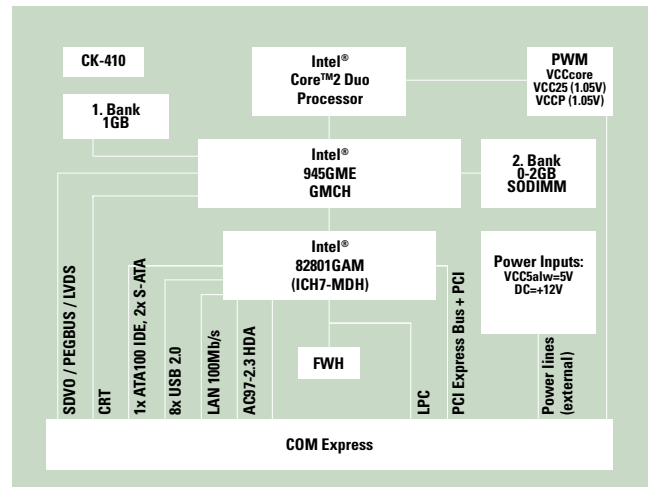 CK-410
Intel®
Core™2 Duo
Processor
PWM
VCCcore
VCC25 (1.05V)
VCCP (1.05V)
1. Bank
1GB
Intel®
945GME
GMCH
2. Bank
0-2GB
SODIMM
Intel®
82801GAM
(ICH7-MDH)
Power Inputs:
VCC5alw=5V
DC=+12V
SDVO / PEGBUS / LVDS
CRT
1x ATA100 IDE, 2x S-ATA
8x USB 2.0
LAN 100Mb/s
AC97-2.3 HDA
FWH
LPC
PCI Express Bus + PCI
Power lines
(external)
COM Express